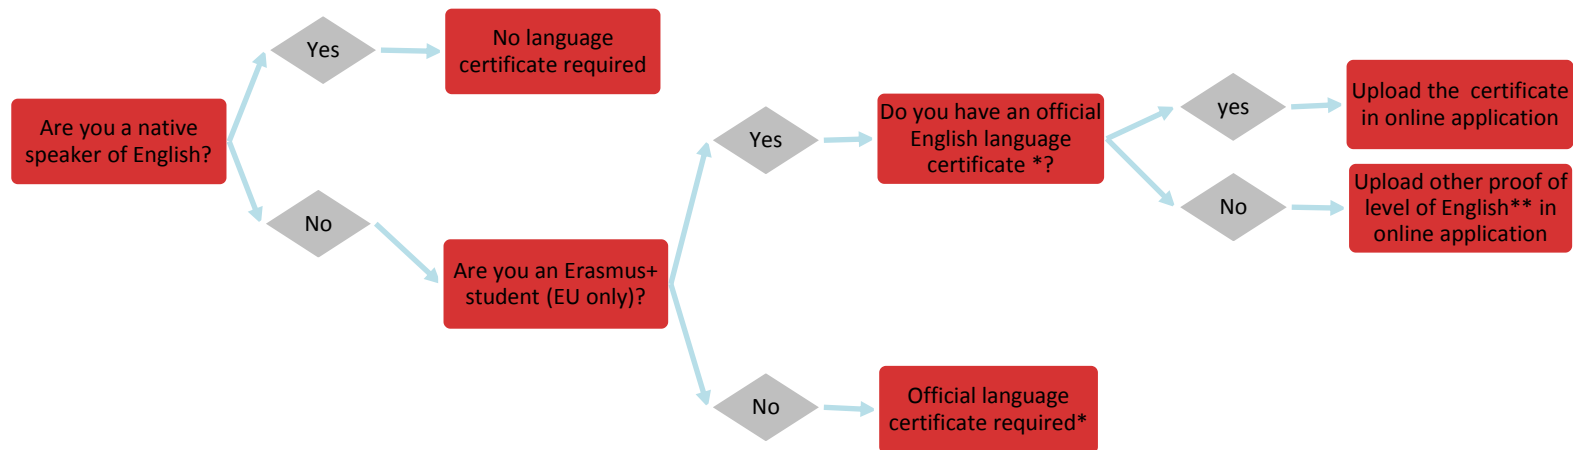 Are you a native
speaker of English?
Yes
No language
certificate required
No
Are you an Erasmus+
student (EU only)?
Yes
Do you have an official
English language
certificate *?
yes
Upload the  certificate
in online application
No
Upload other proof of
level of English** in
online application
No
Official language
certificate required*